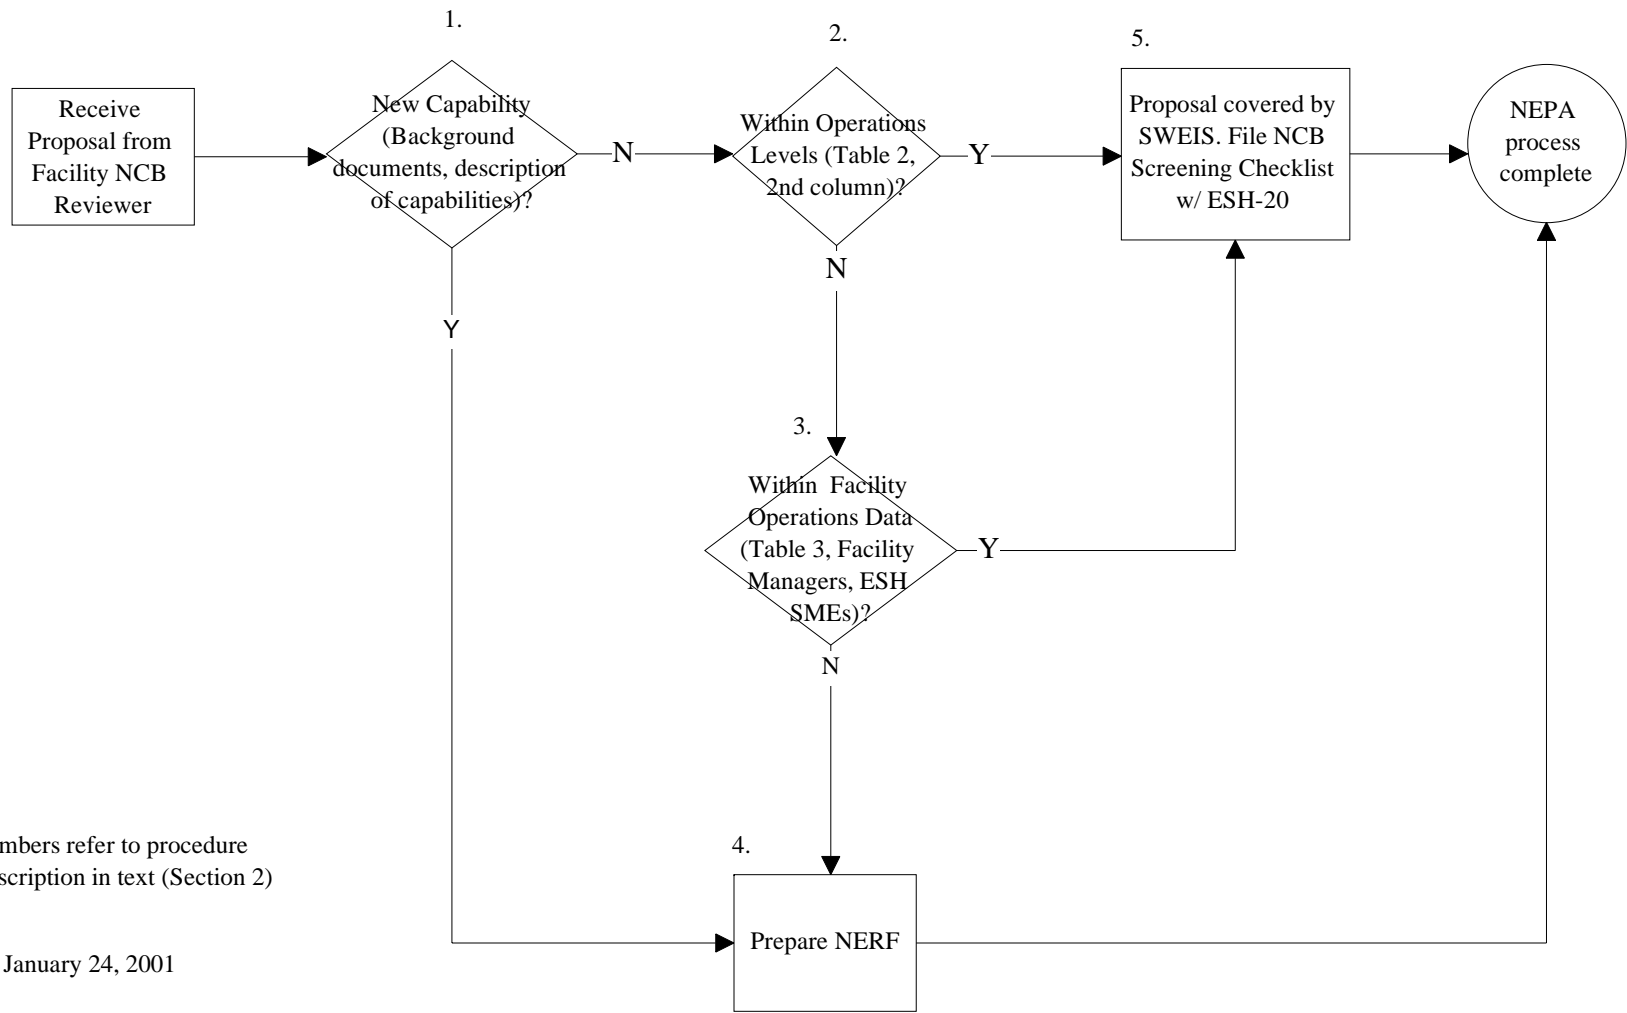 1.
2.
5.
Receive
Proposal from
Facility NCB
Reviewer
New Capability
(Background
documents, description
of capabilities)?
N
Within Operations
Levels (Table 2,
2nd column)?
Y
Proposal covered by
SWEIS. File NCB
Screening Checklist
w/ ESH-20
NEPA
process
complete
N
Y
3.
Within Facility
Operations Data
(Table 3, Facility
Managers, ESH
SMEs)?
Y
N
4.
Prepare NERF
mbers refer to procedure
scription in text (Section 2)
January 24, 2001